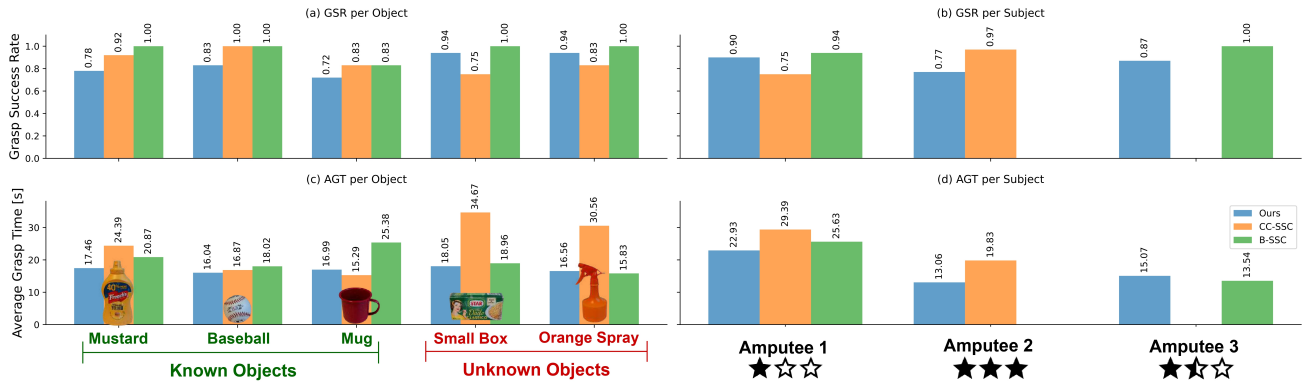 (a) GSR per Object
Grasp Success Rate
1.0
0.8
0.6
0.4
0.2
0.0
0.78
0.92
1.00
0.83
1.00
1.00
0.72
0.83
0.83
0.94
0.75
1.00
0.94
0.83
1.00
(b) GSR per Subject
0.90
0.75
0.94
0.77
0.97
0.87
1.00
(c) AGT per Object
Average Grasp Time [s]
30
20
10
0
17.46
24.39
20.87
16.04
16.87
18.02
16.99
15.29
25.38
18.05
34.67
18.96
16.56
30.56
15.83
Mustard
Baseball
Mug
Small Box
Orange Spray
Known Objects
Unknown Objects
(d) AGT per Subject
22.93
29.39
25.63
13.06
19.83
15.07
13.54
Ours
CC-SSC
B-SSC
Amputee 1
Amputee 2
Amputee 3